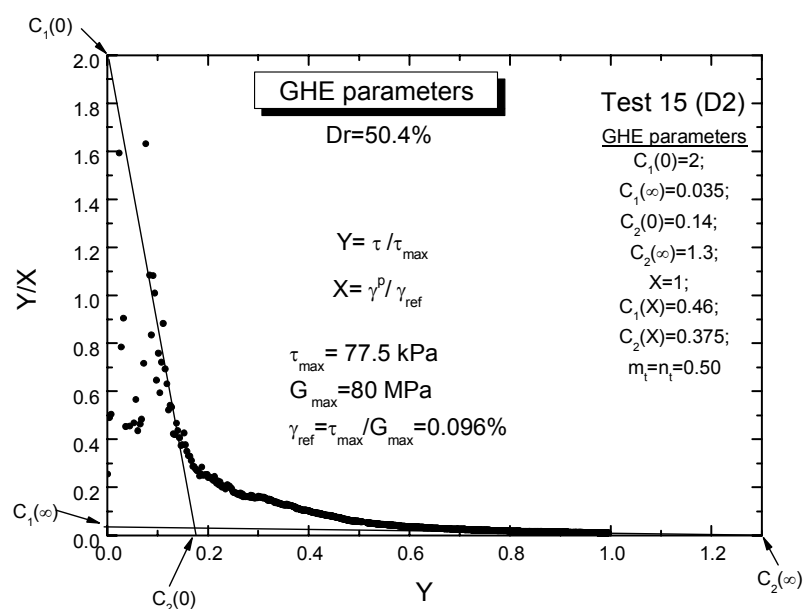 C₁(0)
2.0
1.8
1.6
1.4
1.2
1.0
0.8
0.6
0.4
0.2
0.0
Y/X
C₁(∞)
GHE parameters
Dr=50.4%
Y= τ/τmax
X= γᵖ/ γref
τmax= 77.5 kPa
Gmax=80 MPa
γref=τmax/Gmax=0.096%
Test 15 (D2)
GHE parameters
C₁(0)=2;
C₁(∞)=0.035;
C₂(0)=0.14;
C₂(∞)=1.3;
X=1;
C₁(X)=0.46;
C₂(X)=0.375;
mt=nt=0.50
0.0 0.2 0.4 0.6 0.8 1.0 1.2
C₂(0)
Y
C₂(∞)